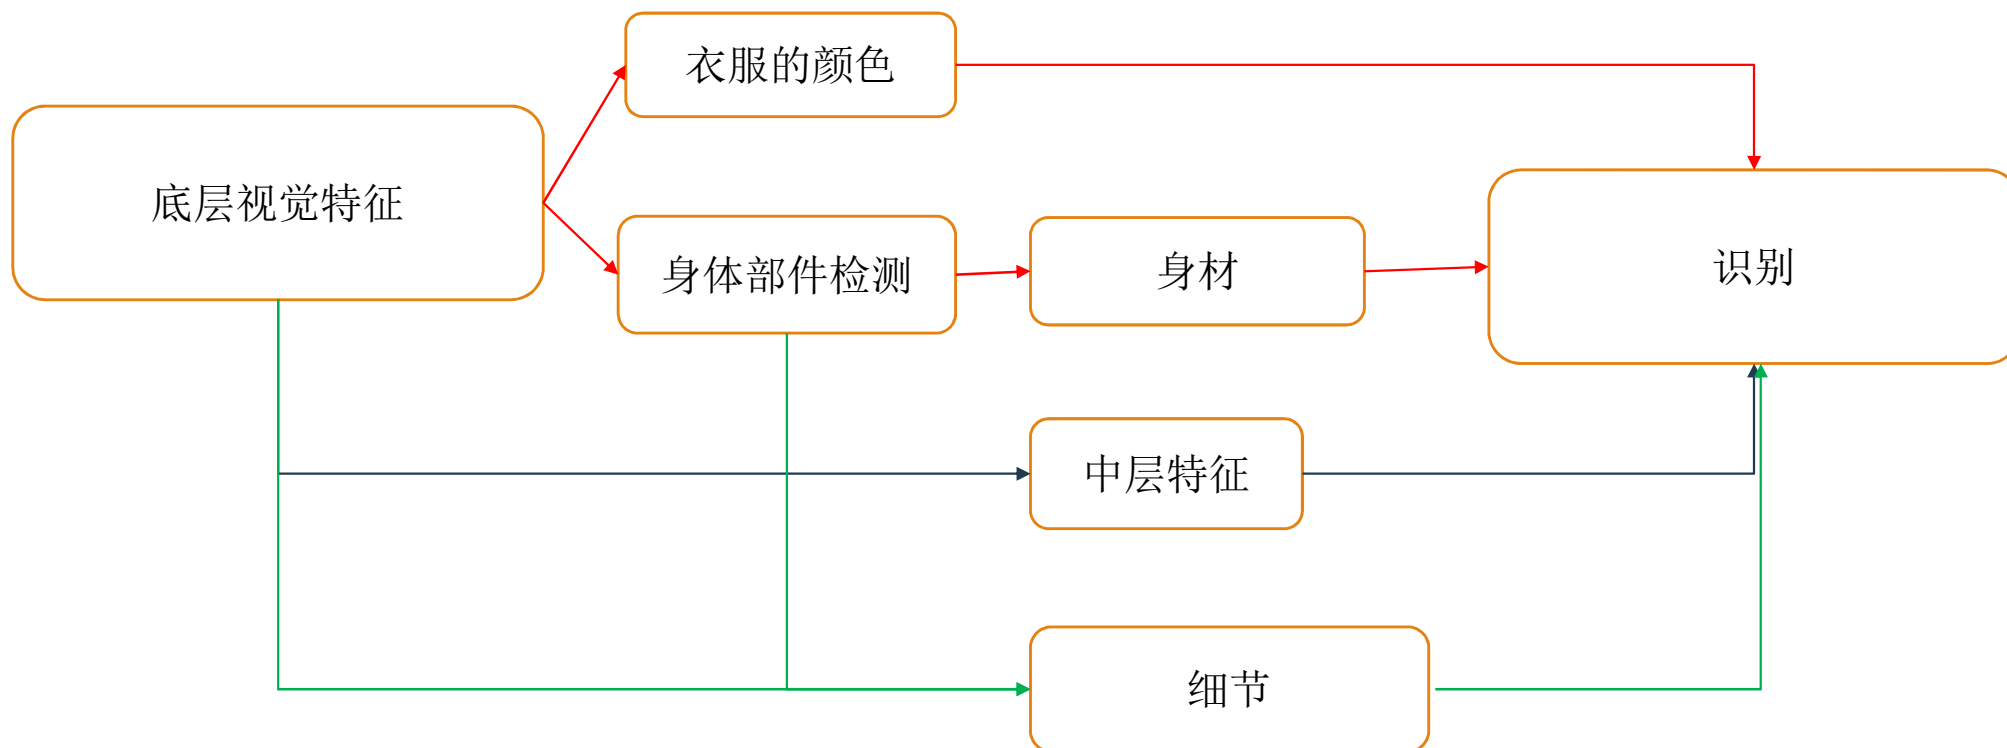 衣服的颜色
底层视觉特征
身体部件检测
身材
识别
中层特征
细节